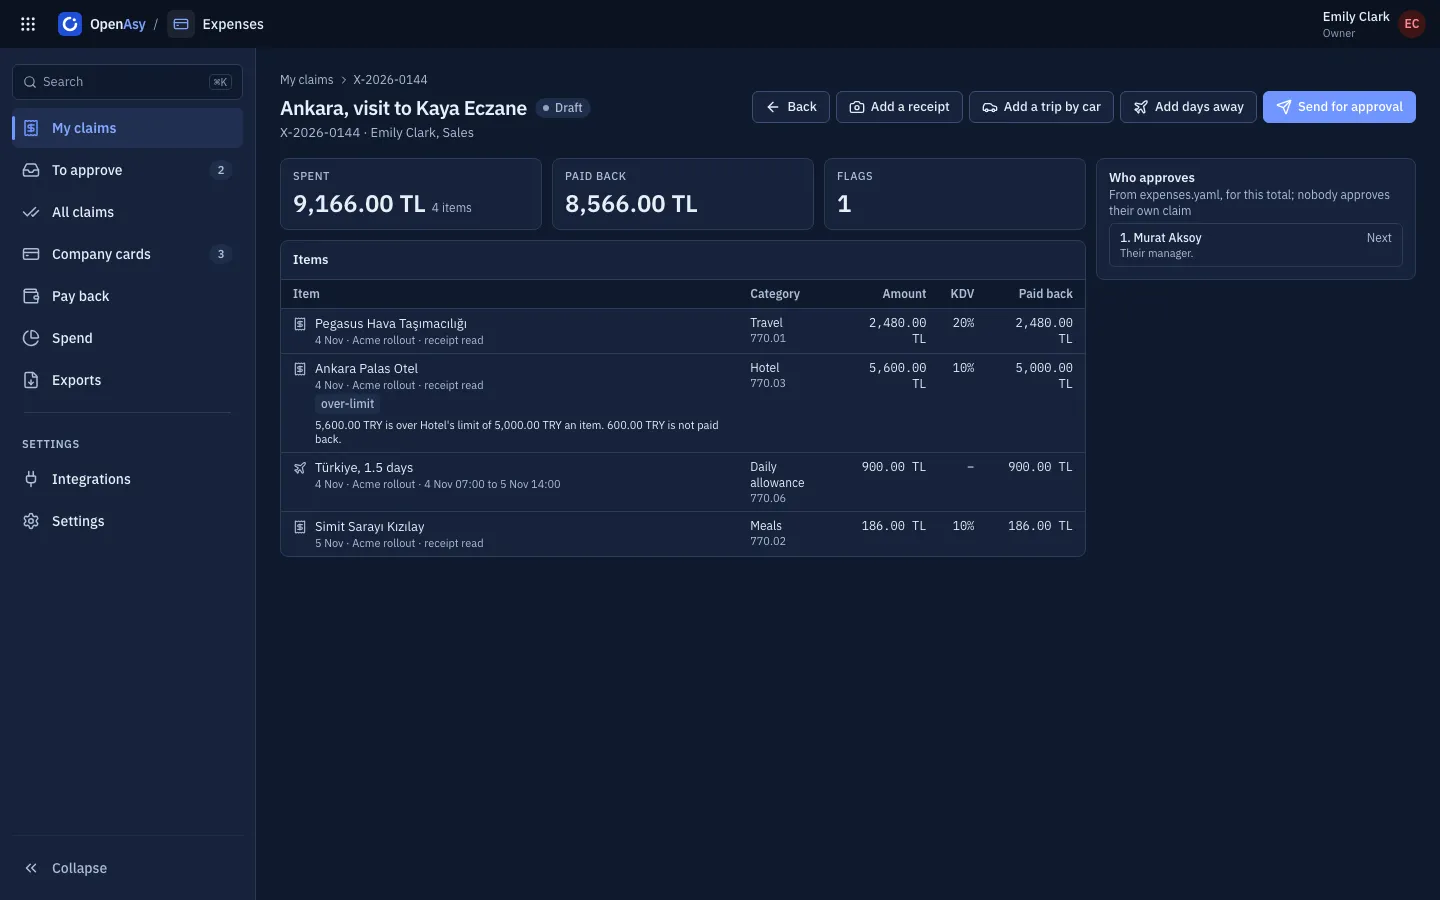 OpenAsy / Expenses
Emily Clark
Owner
EC
Search ⌘K
My claims
To approve 2
All claims
Company cards 3
Pay back
Spend
Exports
SETTINGS
Integrations
Settings
Collapse
My claims > X-2026-0144
Ankara, visit to Kaya Eczane Draft
X-2026-0144 · Emily Clark, Sales
Back
Add a receipt
Add a trip by car
Add days away
Send for approval
SPENT
9,166.00 TL 4 items
PAID BACK
8,566.00 TL
FLAGS
1
Who approves
From expenses.yaml, for this total; nobody approves
their own claim
1. Murat Aksoy Next
Their manager.
Items
Item Category Amount KDV Paid back
Pegasus Hava Taşımacılığı Travel 2,480.00 20% 2,480.00
4 Nov · Acme rollout · receipt read 770.01 TL TL
Ankara Palas Otel Hotel 5,600.00 10% 5,000.00
4 Nov · Acme rollout · receipt read 770.03 TL TL
over-limit
5,600.00 TRY is over Hotel's limit of 5,000.00 TRY an item. 600.00 TRY is not paid
back.
Türkiye, 1.5 days Daily 900.00 TL – 900.00 TL
4 Nov · Acme rollout · 4 Nov 07:00 to 5 Nov 14:00 allowance
770.06
Simit Sarayı Kızılay Meals 186.00 TL 10% 186.00 TL
5 Nov · Acme rollout · receipt read 770.02